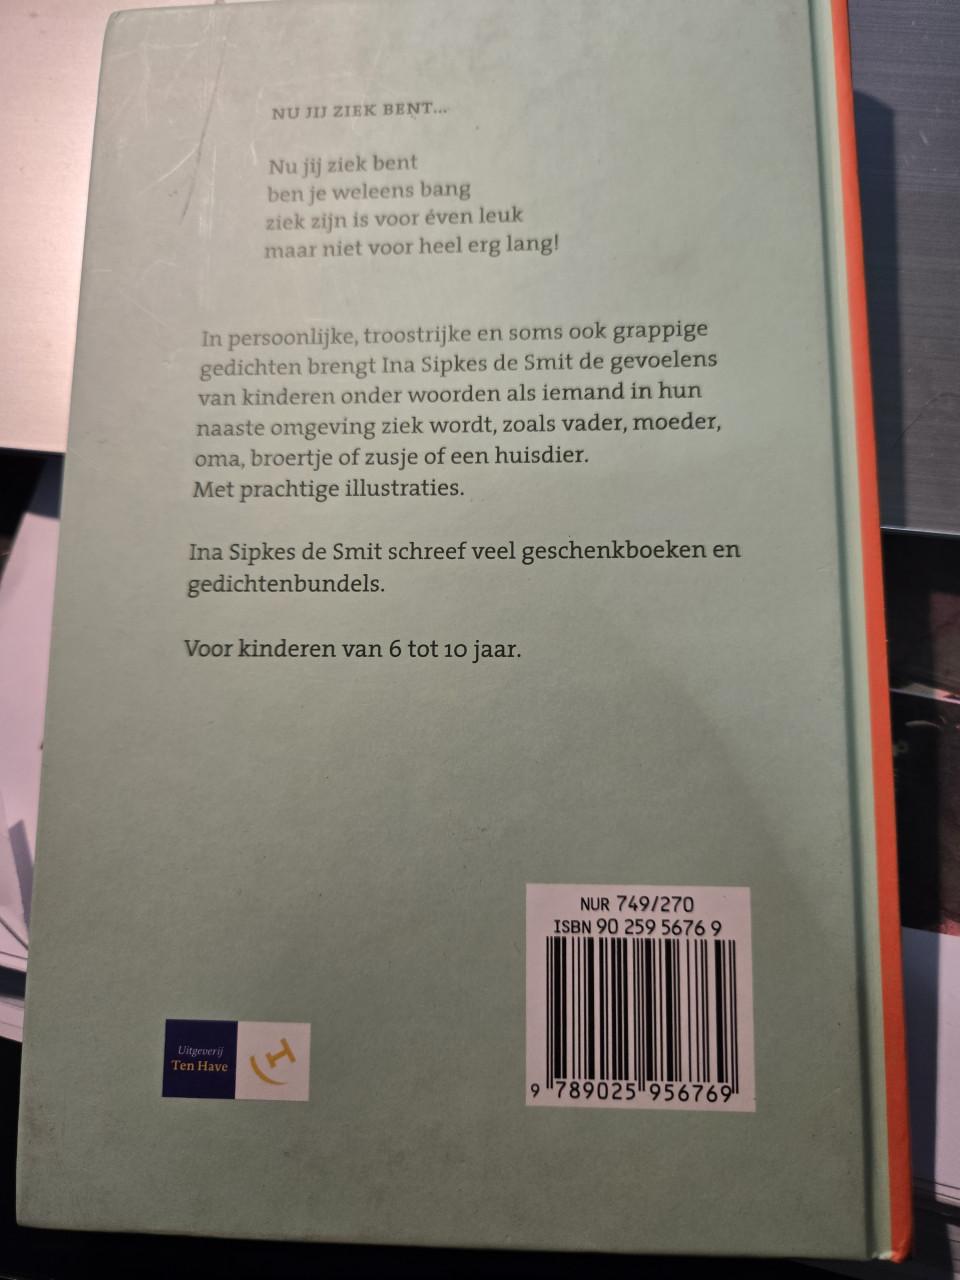 NU JIJ ZIEK BENT...
Nu jij ziek bent
ben je weleens bang
ziek zijn is voor éven leuk
maar niet voor heel erg lang!
In persoonlijke, troostrijke en soms ook grappige
gedichten brengt Ina Sipkes de Smit de gevoelens
van kinderen onder woorden als iemand in hun
naaste omgeving ziek wordt, zoals vader, moeder,
oma, broertje of zusje of een huisdier.
Met prachtige illustraties.
Ina Sipkes de Smit schreef veel geschenkboeken en
gedichtenbundels.
Voor kinderen van 6 tot 10 jaar.
NUR 749/270
ISBN 90 259 5676 9
9 789025 956769
Uitgeverij
Ten Have
H